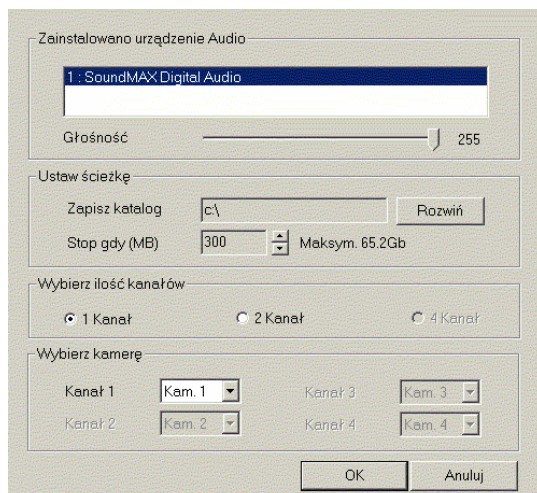 Zainstalowano urządzenie Audio
1 : SoundMAX Digital Audio
Głośność 255
Ustaw ścieżkę
Zapisz katalog c:\ Rozwiń
Stop gdy (MB) 300 Maksym. 65.2Gb
Wybierz ilość kanałów
1 Kanał 2 Kanał 4 Kanał
Wybierz kamerę
Kanał 1 Kam. 1 Kanał 3 Kam. 3
Kanał 2 Kam. 2 Kanał 4 Kam. 4
OK Anuluj